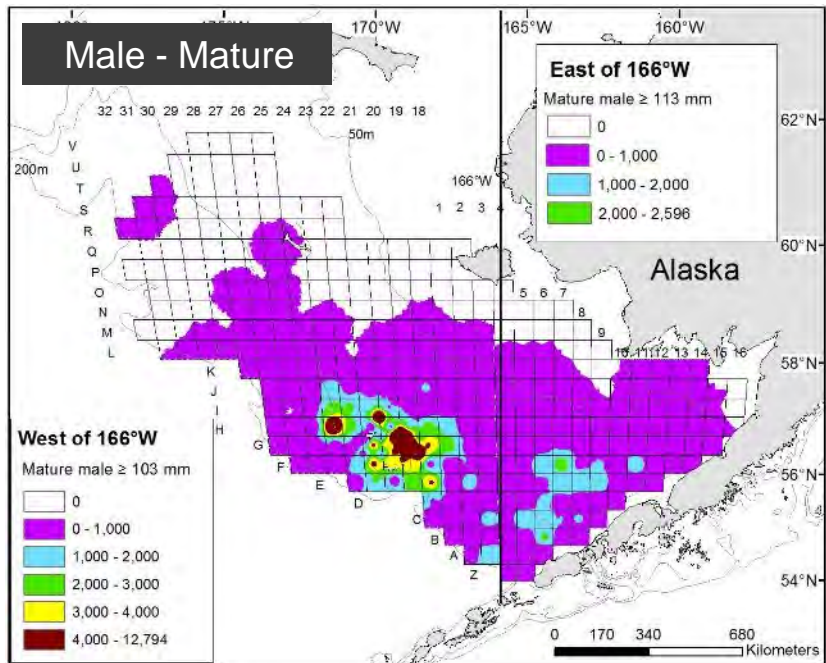 170°W
165°W
160°W
Male - Mature
East of 166°W
Mature male ≥ 113 mm
0
0-1,000
1,000 - 2,000
2,000 - 2,596
62°N
60°N
58°N
56°N
54°N
32 31 30 29 28 27 26 25 24 23 22 21 20 19 18
50m
200m
166°W
1 2 3 4
V
U
T
S
R
Q
P
O
N
M
L
K
J
I
H
G
F
E
D
C
B
A
Z
Alaska
5 6 7
8
9
10 11 12 13 14 15 16
West of 166°W
Mature male ≥ 103 mm
0
0 - 1,000
1,000 - 2,000
2,000 - 3,000
3,000 - 4,000
4,000 - 12,794
0 170 340 680
Kilometers